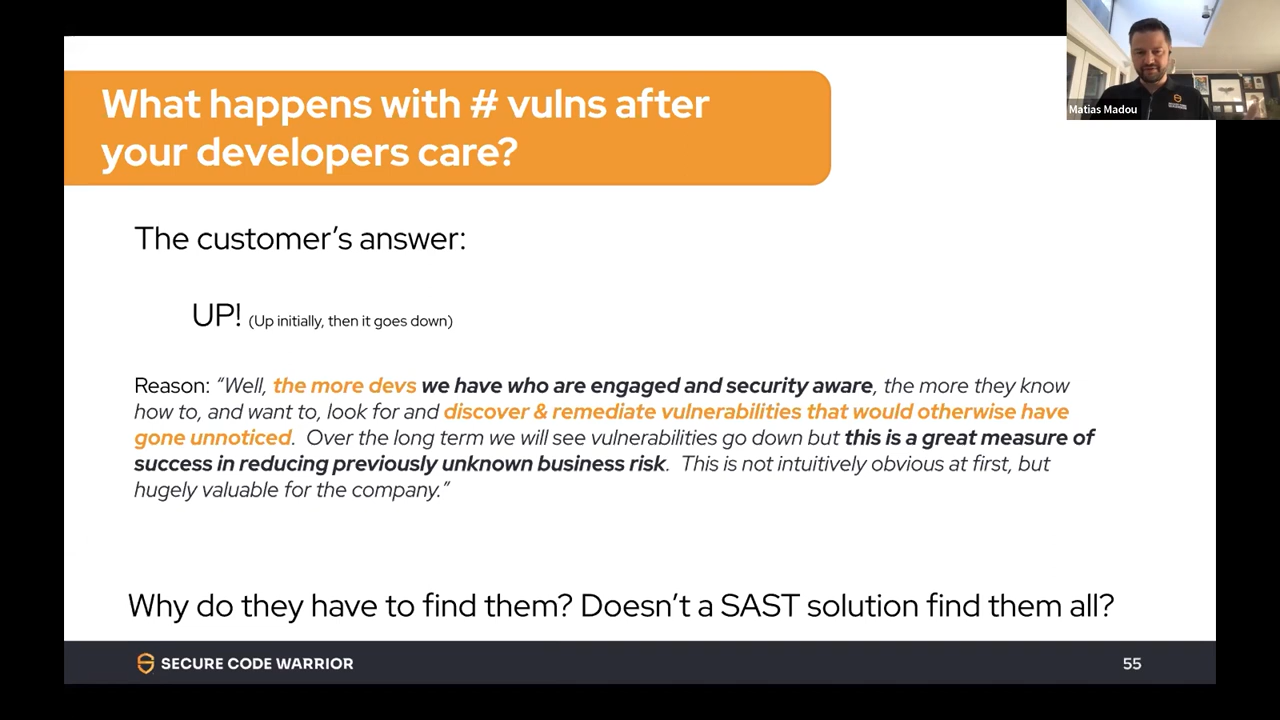 What happens with # vulns after
your developers care?
Matias Madou
The customer's answer:
UP! (Up initially, then it goes down)
Reason: “Well, the more devs we have who are engaged and security aware, the more they know
how to, and want to, look for and discover & remediate vulnerabilities that would otherwise have
gone unnoticed. Over the long term we will see vulnerabilities go down but this is a great measure of
success in reducing previously unknown business risk. This is not intuitively obvious at first, but
hugely valuable for the company.”
Why do they have to find them? Doesn't a SAST solution find them all?
SECURE CODE WARRIOR
55